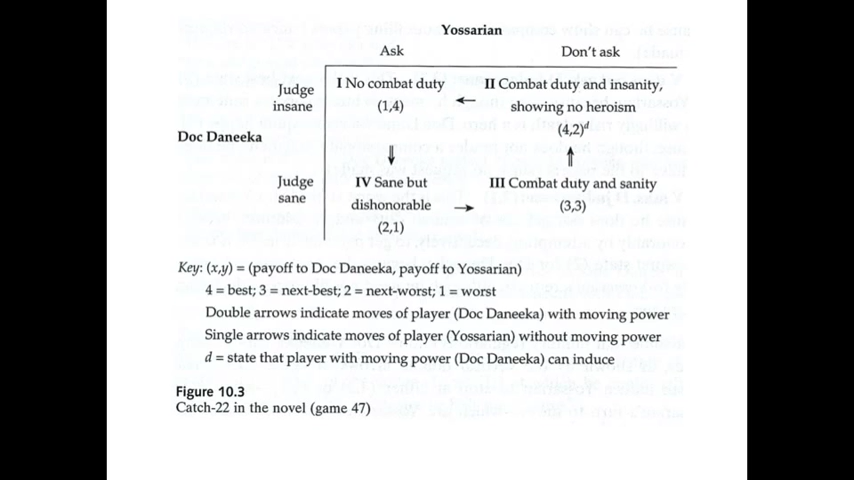 Yossarian
Ask Don't ask
Judge insane
I No combat duty
(1,4)
←
II Combat duty and insanity,
showing no heroism
(4,2)ᵈ
Doc Daneeka
⇓ ⇑
Judge sane
IV Sane but
dishonorable
(2,1)
→
III Combat duty and sanity
(3,3)
Key: (x,y) = (payoff to Doc Daneeka, payoff to Yossarian)
4 = best; 3 = next-best; 2 = next-worst; 1 = worst
Double arrows indicate moves of player (Doc Daneeka) with moving power
Single arrows indicate moves of player (Yossarian) without moving power
d = state that player with moving power (Doc Daneeka) can induce
Figure 10.3
Catch-22 in the novel (game 47)